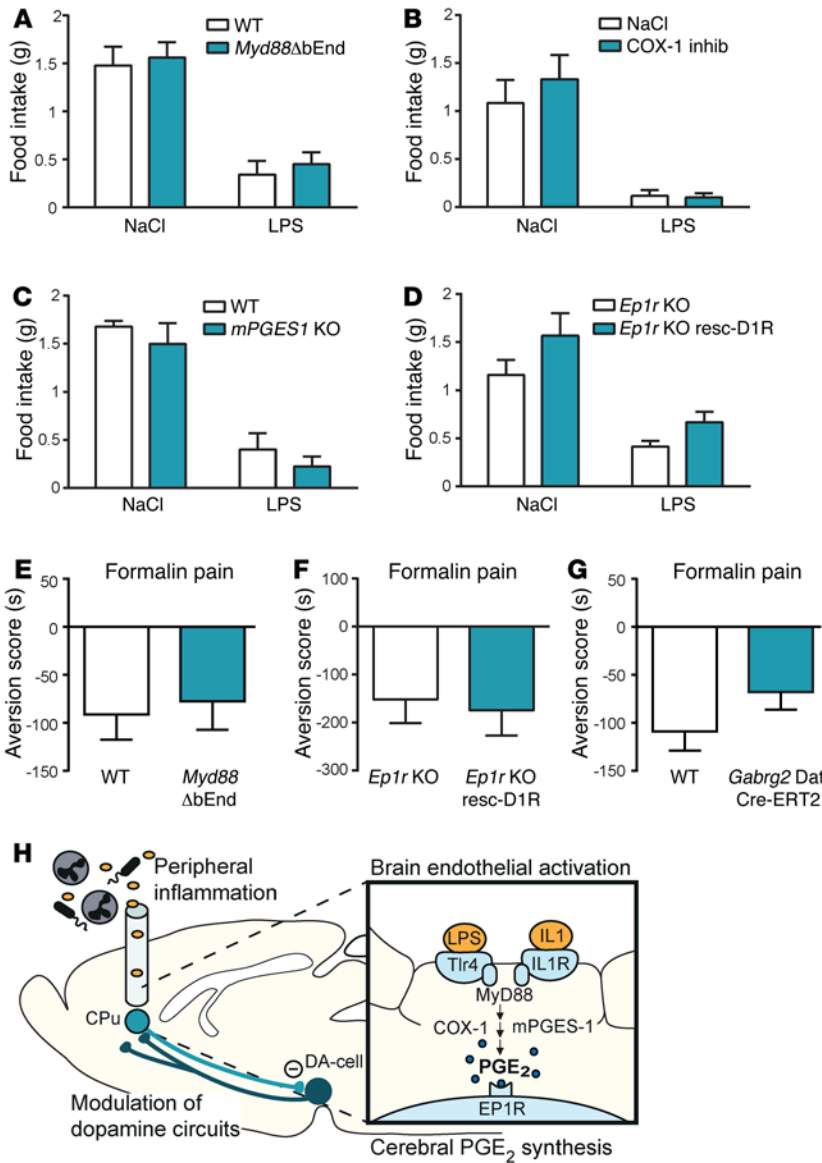 A
WT
Myd88ΔbEnd
Food intake (g)
2
1.5
1
0.5
0
NaCl
LPS
B
NaCl
COX-1 inhib
Food intake (g)
2
1.5
1
0.5
0
NaCl
LPS
C
WT
mPGES1 KO
Food intake (g)
2
1.5
1
0.5
0
NaCl
LPS
D
Ep1r KO
Ep1r KO resc-D1R
Food intake (g)
2
1.5
1
0.5
0
NaCl
LPS
E
Formalin pain
Aversion score (s)
50
0
-50
-100
-150
WT
Myd88
ΔbEnd
F
Formalin pain
Aversion score (s)
100
0
-100
-200
-300
Ep1r KO
Ep1r KO
resc-D1R
G
Formalin pain
Aversion score (s)
50
0
-50
-100
-150
WT
Gabrg2 Dat
Cre-ERT2
H
Peripheral
inflammation
CPu
DA-cell
Modulation of
dopamine circuits
Brain endothelial activation
LPS
IL1
Tlr4
IL1R
MyD88
COX-1
mPGES-1
PGE₂
EP1R
Cerebral PGE₂ synthesis